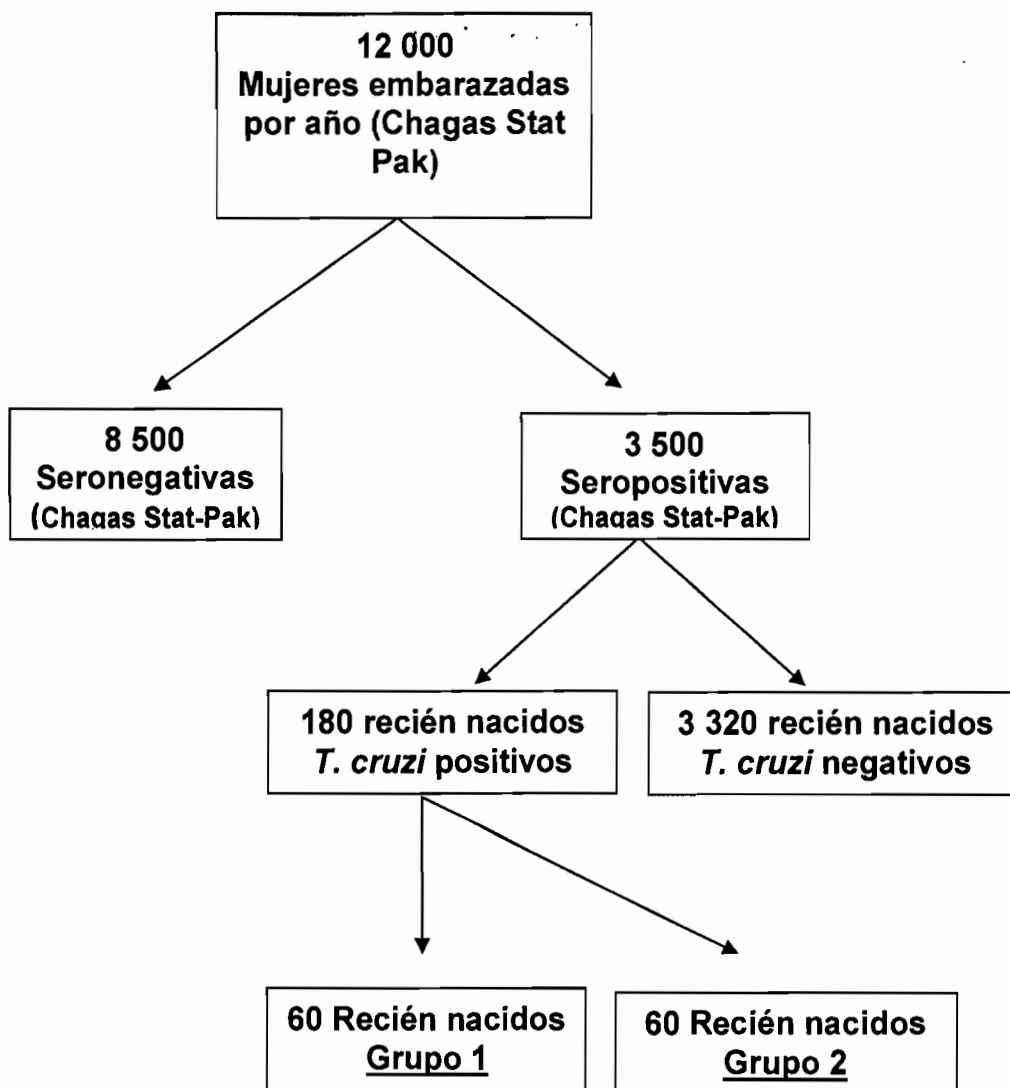 12 000
Mujeres embarazadas
por año (Chagas Stat
Pak)
8 500
Seronegativas
(Chagas Stat-Pak)
3 500
Seropositivas
(Chagas Stat-Pak)
180 recién nacidos
T. cruzi positivos
3 320 recién nacidos
T. cruzi negativos
60 Recién nacidos
Grupo 1
60 Recién nacidos
Grupo 2